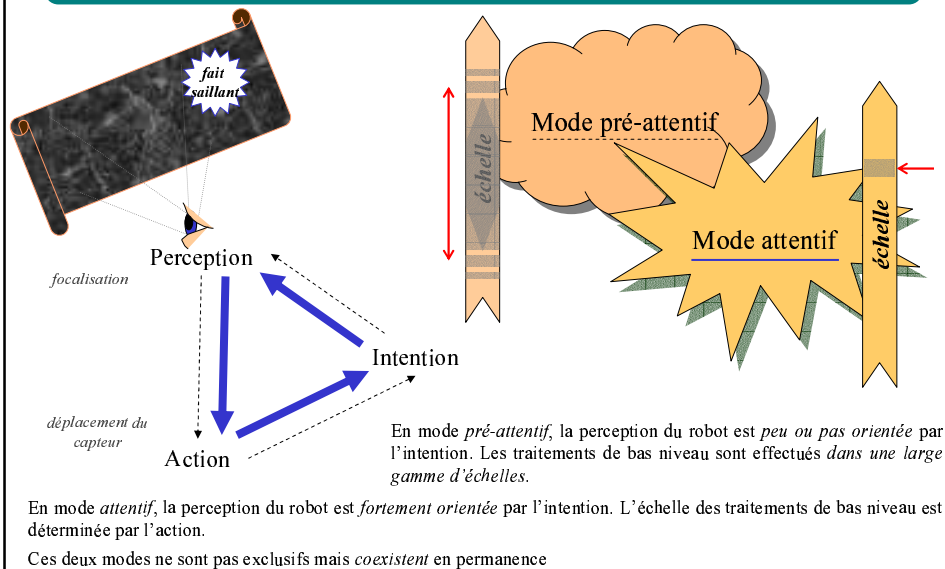 fait
saillant
échelle
Mode pré-attentif
Mode attentif
échelle
Perception
focalisation
Intention
déplacement du
capteur
Action
En mode pré-attentif, la perception du robot est peu ou pas orientée par
l'intention. Les traitements de bas niveau sont effectués dans une large
gamme d'échelles.
En mode attentif, la perception du robot est fortement orientée par l'intention. L'échelle des traitements de bas niveau est
déterminée par l'action.
Ces deux modes ne sont pas exclusifs mais coexistent en permanence